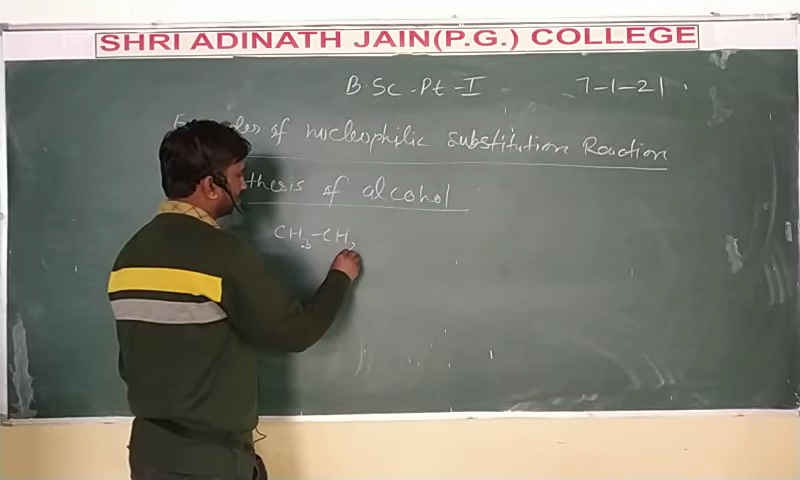 SHRI ADINATH JAIN(P.G.) COLLEGE
B.Sc-Pt-I 7-1-21
of nucleophilic substitution Reaction
thesis of alcohol
CH3-CH2